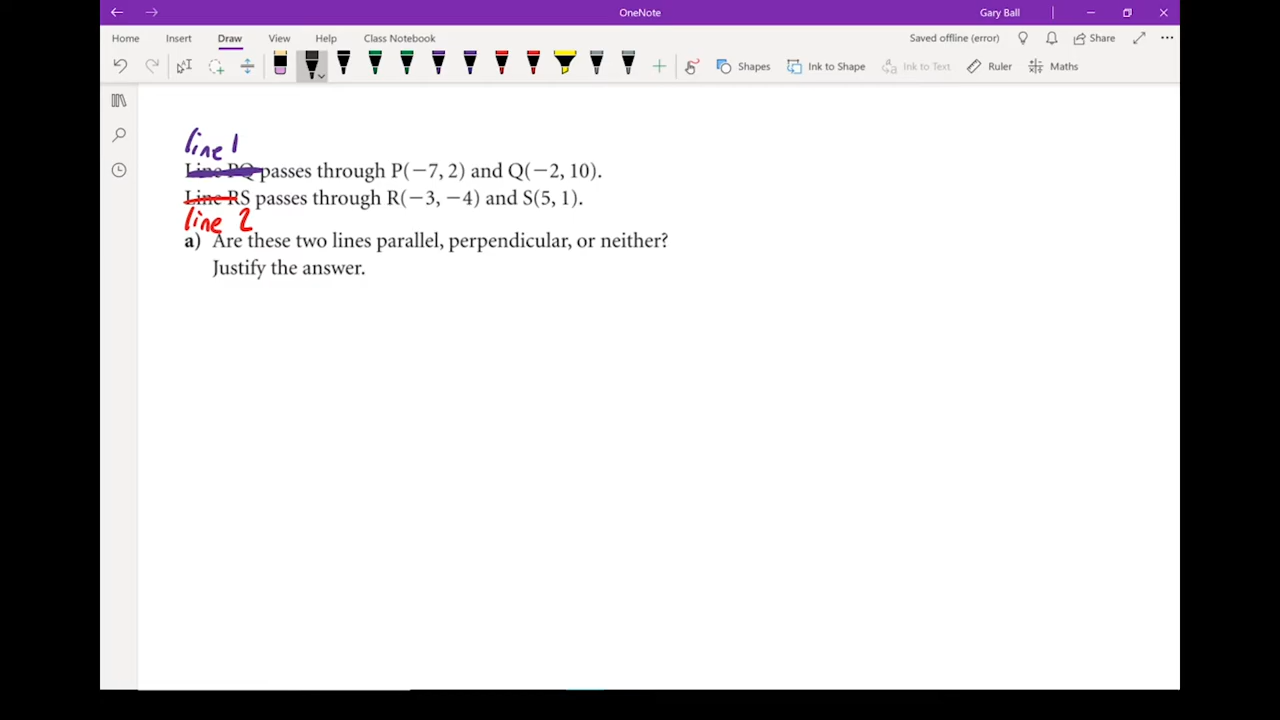 OneNote
Gary Ball
Home Insert Draw View Help Class Notebook
Saved offline (error) Share
Shapes Ink to Shape Ink to Text Ruler Maths
line 1
Line PQ passes through P(−7, 2) and Q(−2, 10).
Line RS passes through R(−3, −4) and S(5, 1).
line 2
a) Are these two lines parallel, perpendicular, or neither?
Justify the answer.